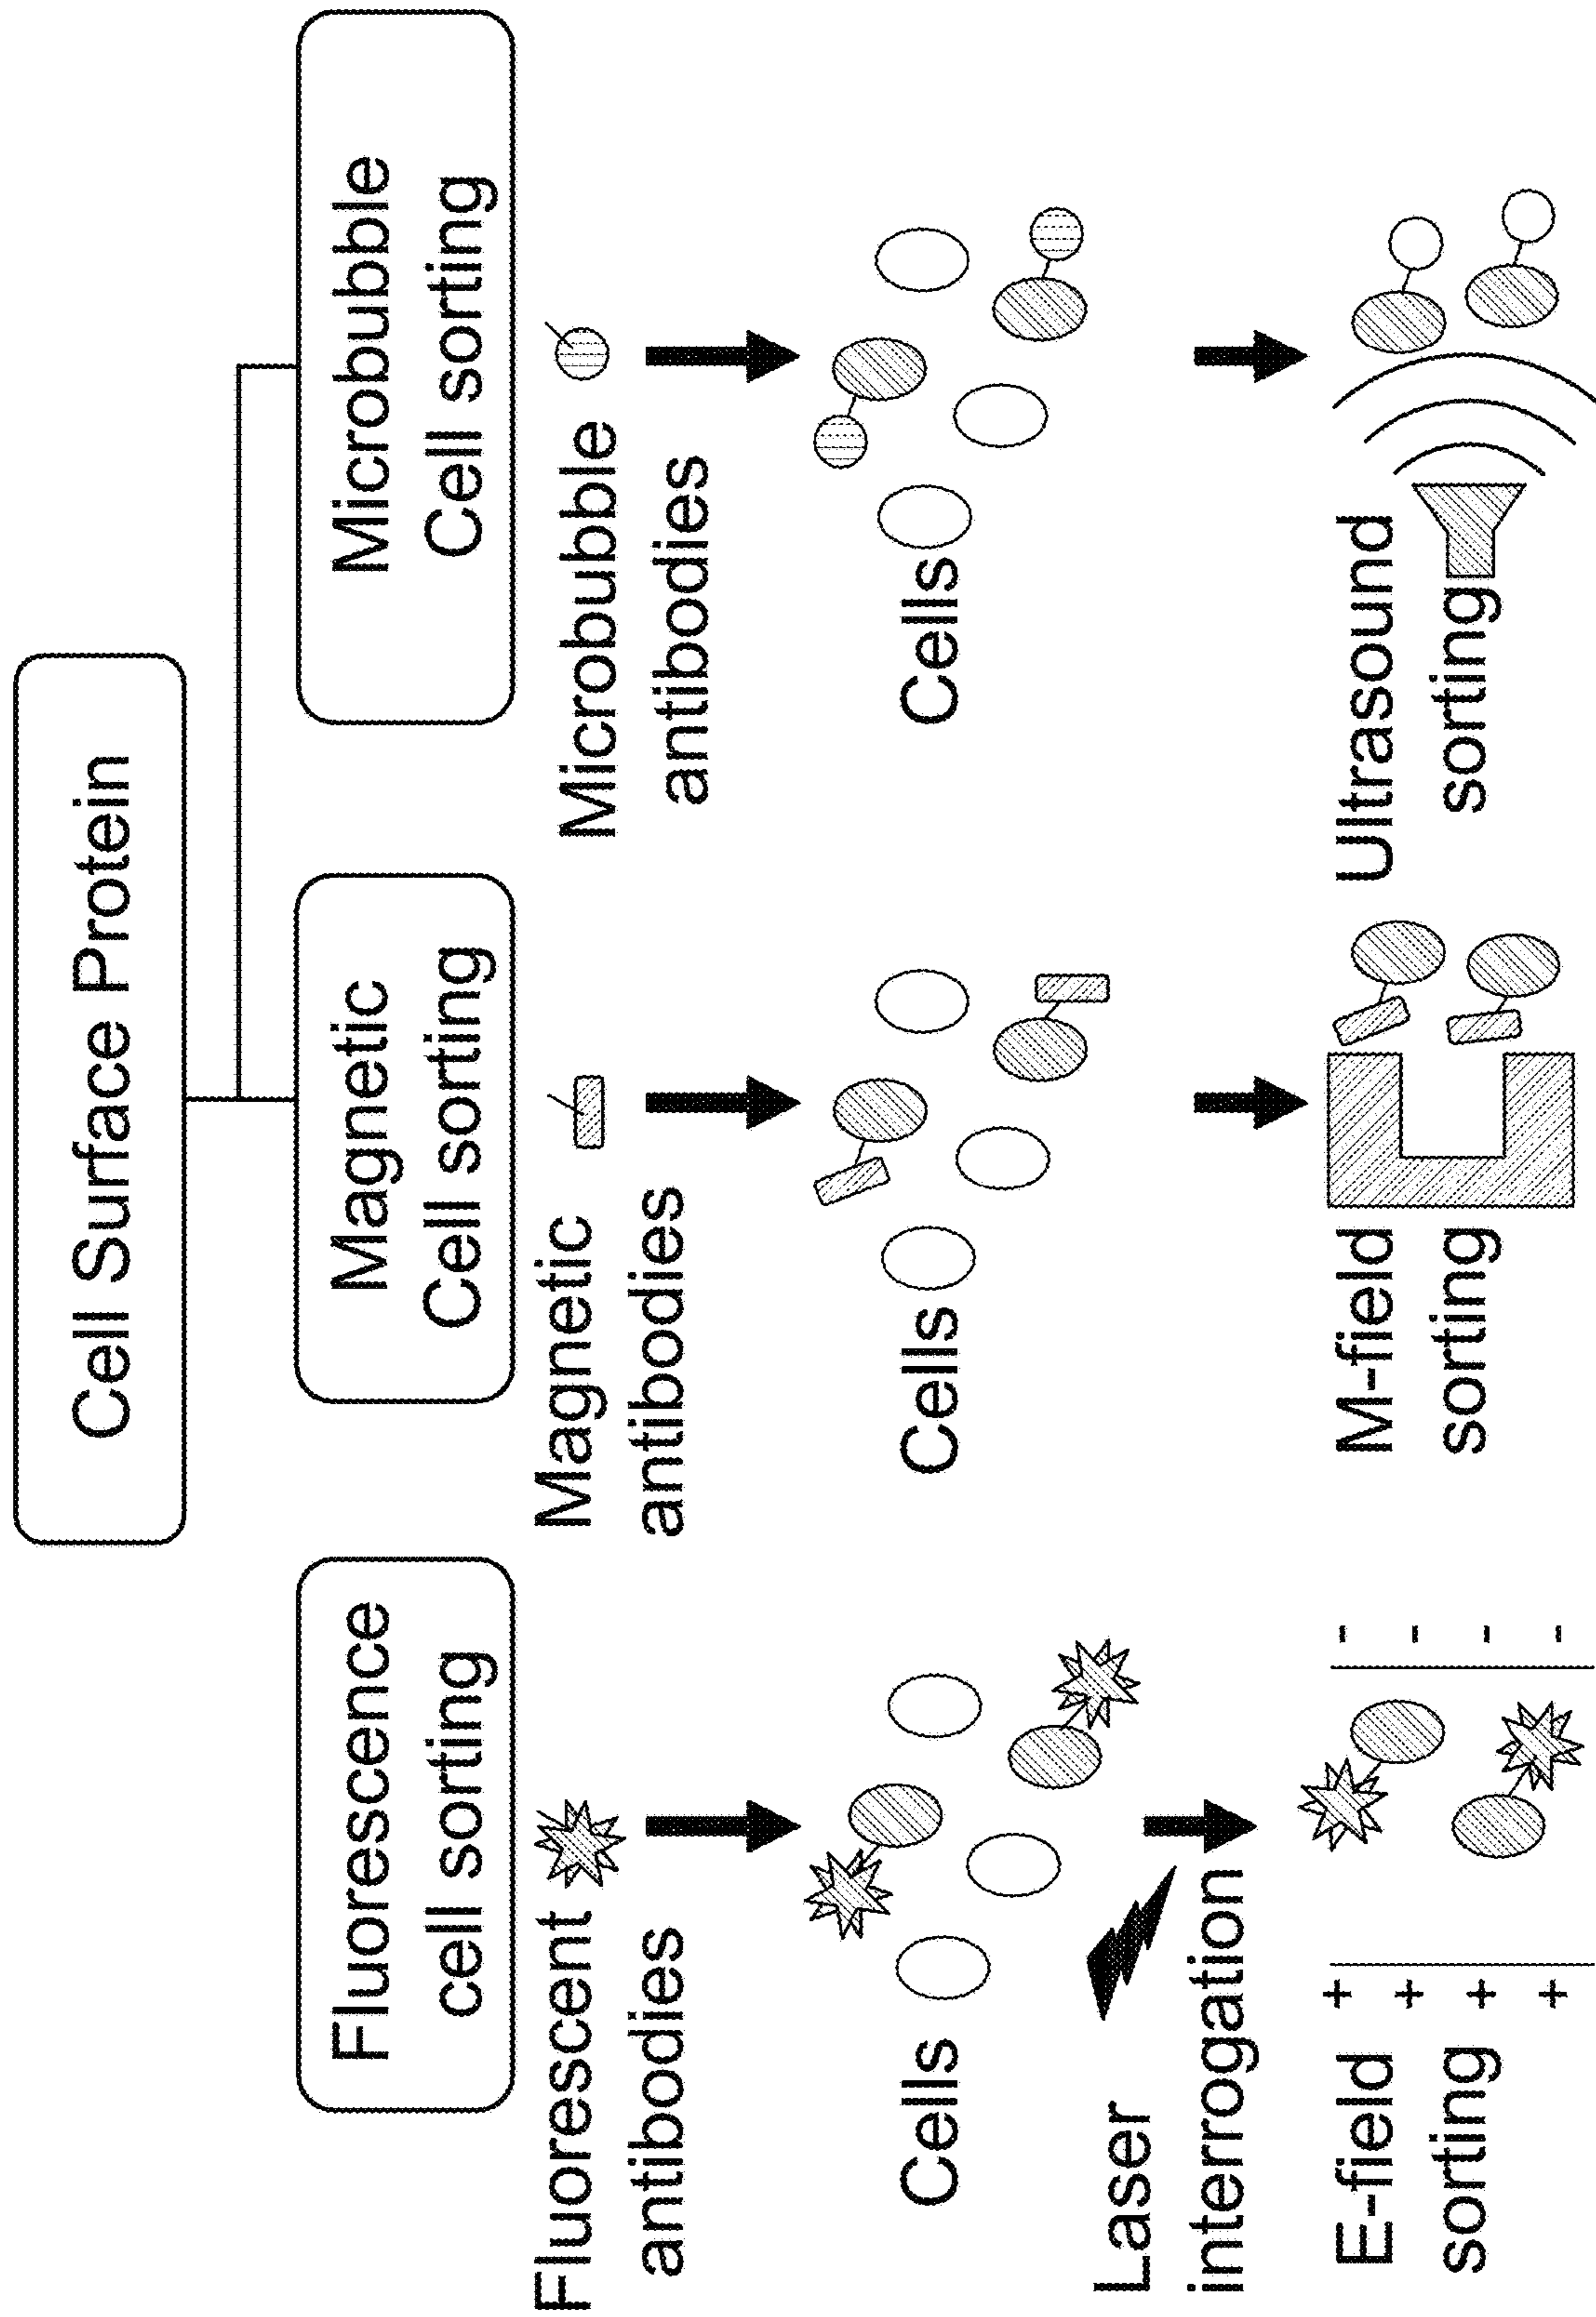 Cell Surface Protein
Fluorescence
cell sorting
Fluorescent
antibodies
Cells
Laser
interrogation
E-field
sorting
+
+
+
+
-
-
-
-
Magnetic
Cell sorting
Magnetic
antibodies
Cells
M-field
sorting
Microbubble
Cell sorting
Microbubble
antibodies
Cells
Ultrasound
sorting